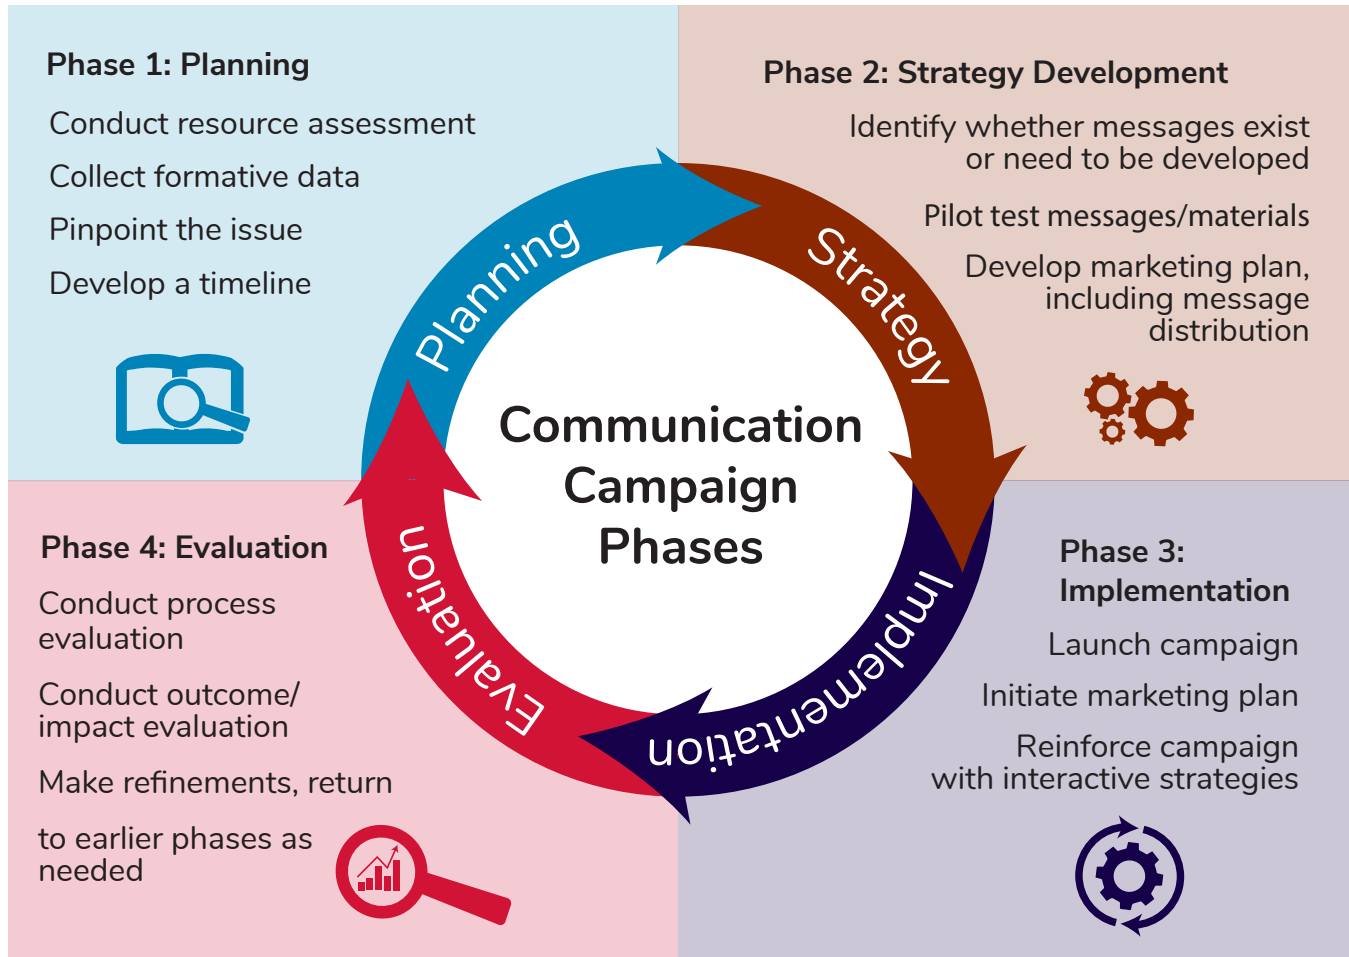 Phase 1: Planning
Conduct resource assessment
Collect formative data
Pinpoint the issue
Develop a timeline
Phase 2: Strategy Development
Identify whether messages exist
or need to be developed
Pilot test messages/materials
Develop marketing plan,
including message
distribution
Planning
Strategy
Implementation
Evaluation
Communication
Campaign
Phases
Phase 3:
Implementation
Launch campaign
Initiate marketing plan
Reinforce campaign
with interactive strategies
Phase 4: Evaluation
Conduct process
evaluation
Conduct outcome/
impact evaluation
Make refinements, return
to earlier phases as
needed